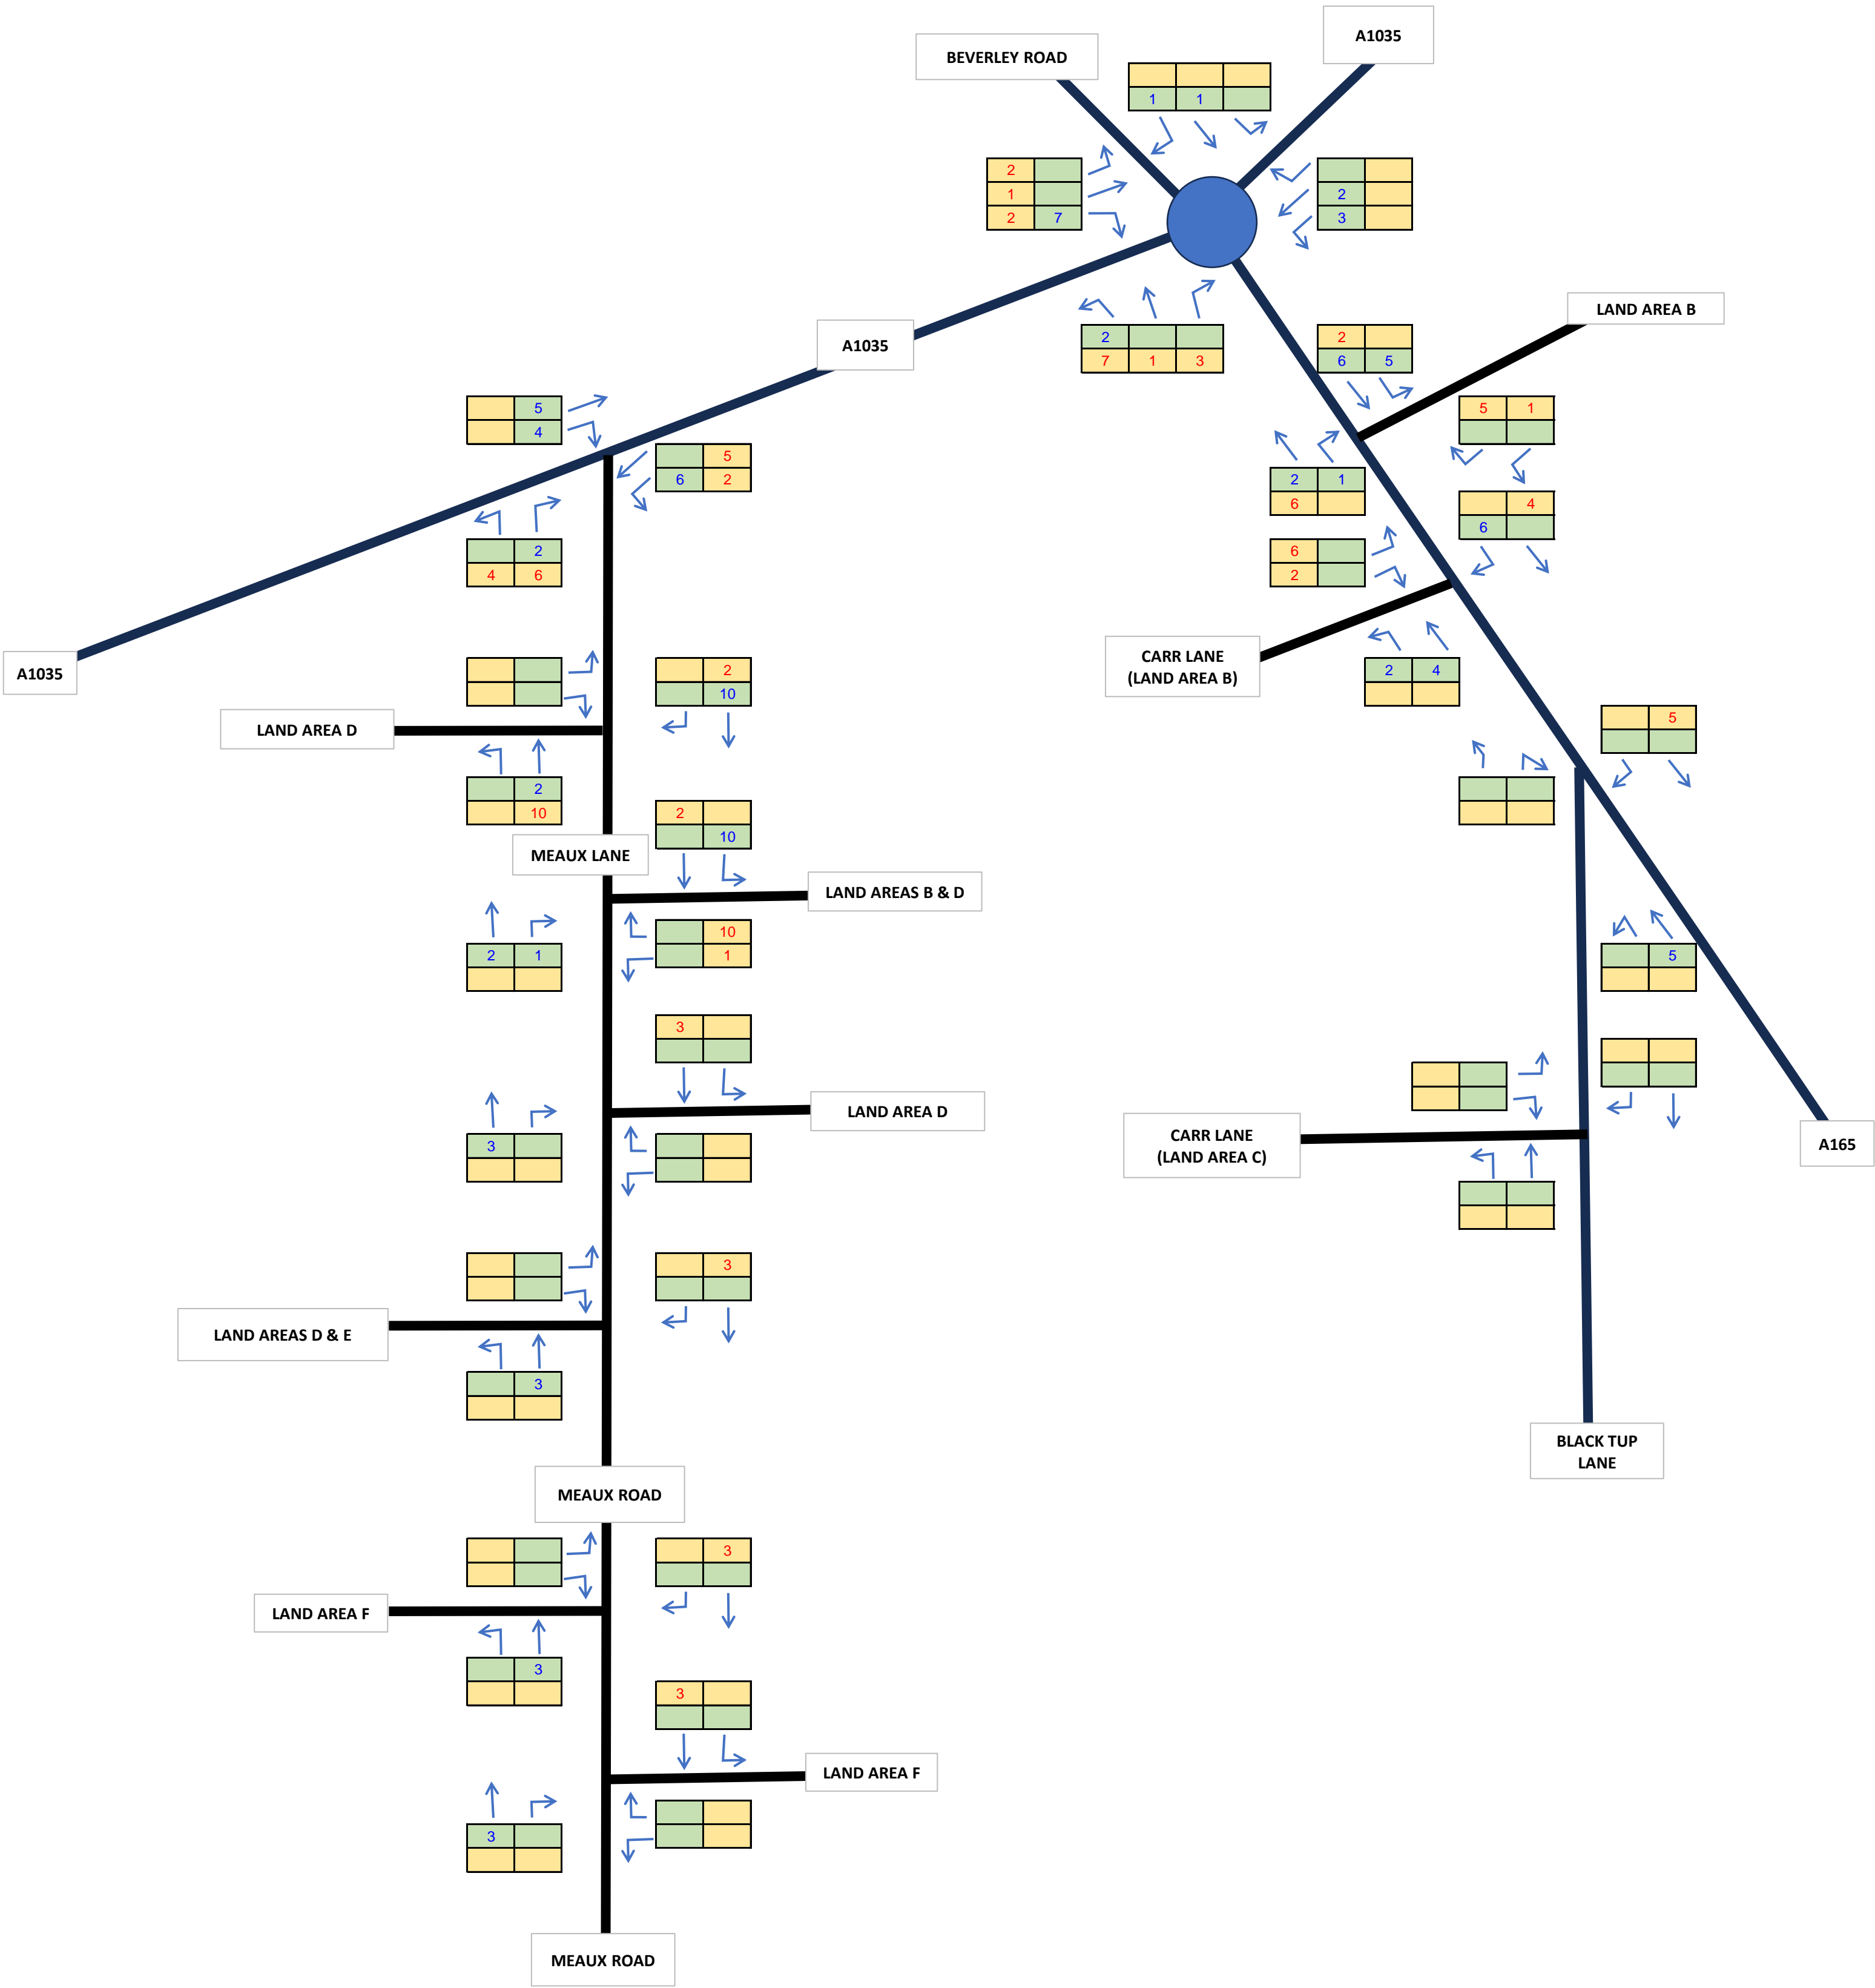 A1035
BEVERLEY ROAD
1 1
2
1
2 7
2
3
2
7 1 3
LAND AREA B
A1035
2
6 5
5 1
5
4
5
6 2
2 1
6
4
6
2
4 6
6
2
CARR LANE
(LAND AREA B)
2 4
A1035
2
10
5
LAND AREA D
2
10
2
10
MEAUX LANE
LAND AREAS B & D
2 1
10
1
5
3
LAND AREA D
3
CARR LANE
(LAND AREA C)
A165
3
LAND AREAS D & E
3
BLACK TUP
LANE
MEAUX ROAD
3
LAND AREA F
3
3
LAND AREA F
3
MEAUX ROAD